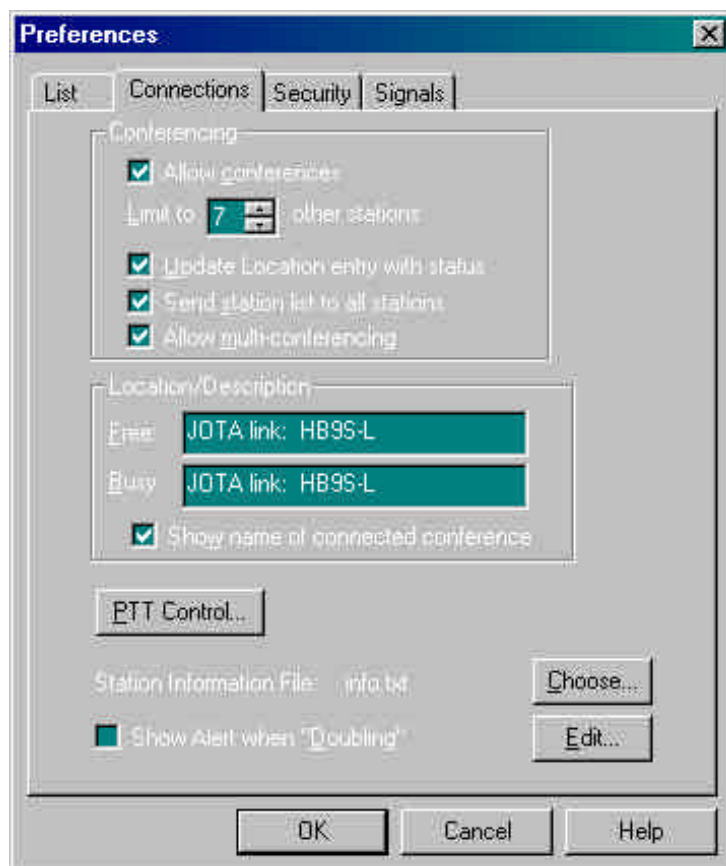 Preferences
List Connections Security Signals
Conferencing
Allow conferences
Limit to 7 other stations
Update Location entry with status
Send station list to all stations
Allow multi-conferencing
Location/Description
Free: JOTA link: HB9S-L
Busy JOTA link: HB9S-L
Show name of connected conference
PTT Control...
Station Information File: info.txt Choose...
Show Alert when "Doubling" Edit...
OK Cancel Help